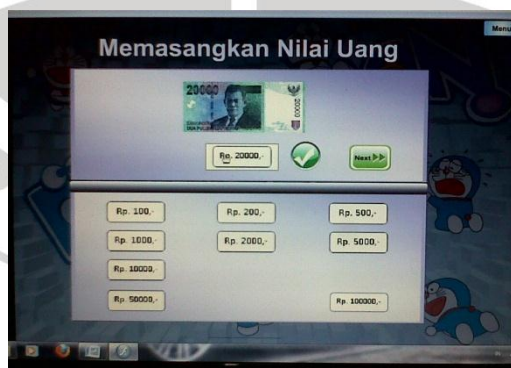 Menu
Memasangkan Nilai Uang
20000
20000
Rp. 20000,-
Next
Rp. 100,-
Rp. 200,-
Rp. 500,-
Rp. 1000,-
Rp. 2000,-
Rp. 5000,-
Rp. 10000,-
Rp. 50000,-
Rp. 100000,-